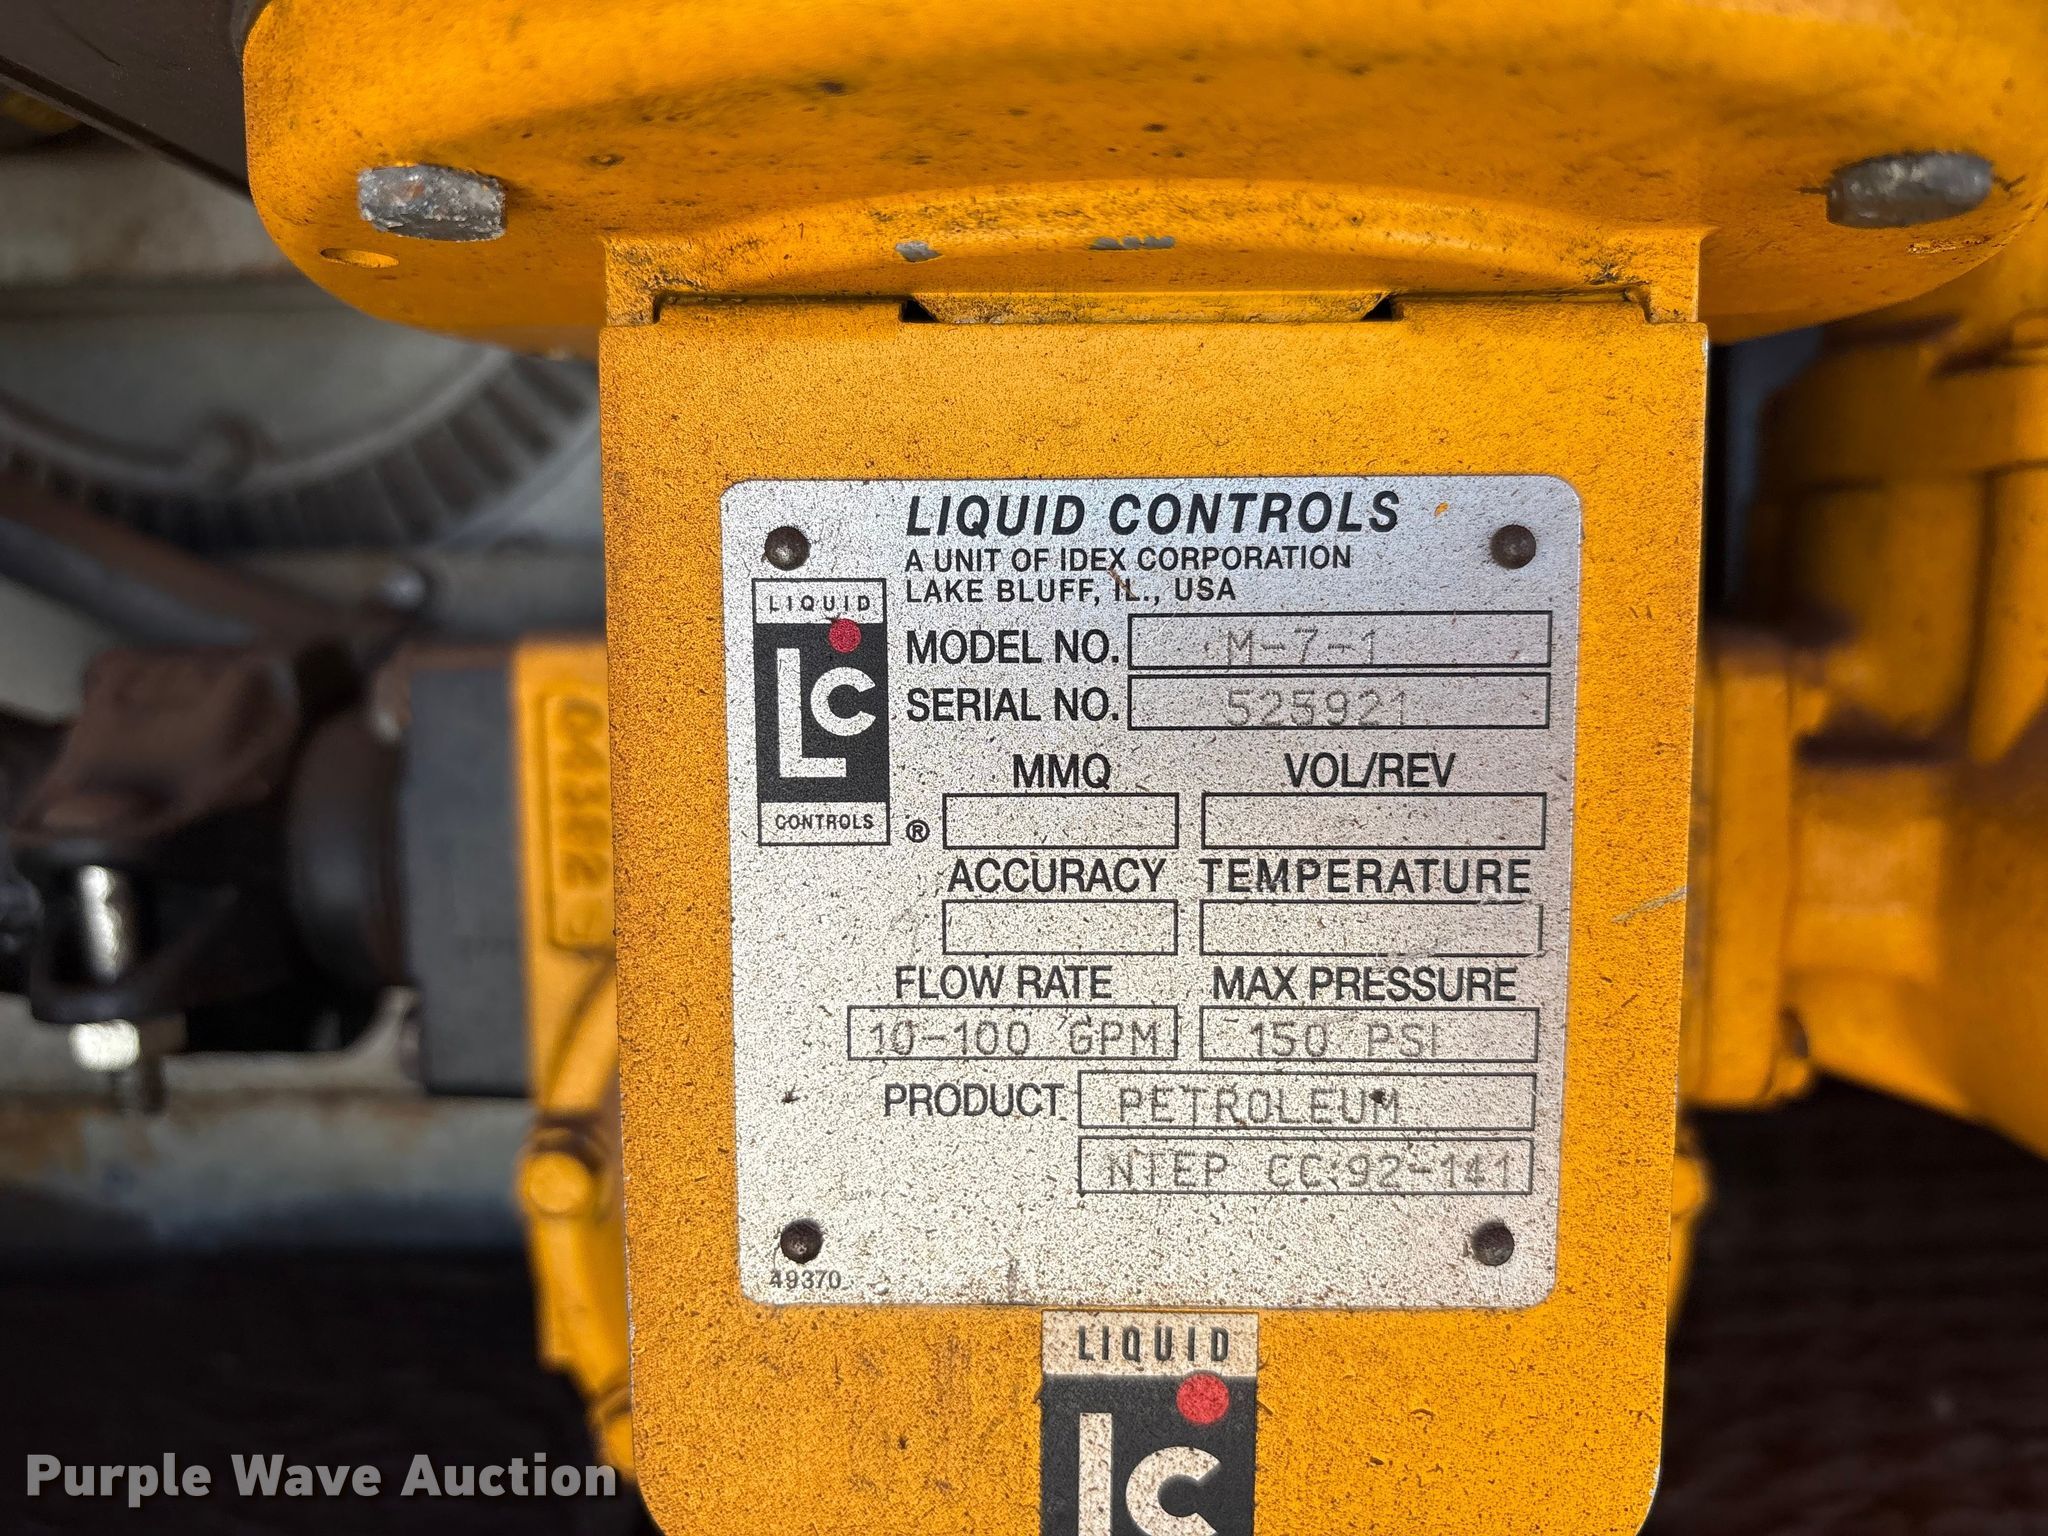 LIQUID CONTROLS
A UNIT OF IDEX CORPORATION
LAKE BLUFF, IL., USA
LIQUID
LC
CONTROLS
®
MODEL NO. M-7-1
SERIAL NO. 525921
MMQ VOL/REV
ACCURACY TEMPERATURE
FLOW RATE MAX PRESSURE
10-100 GPM 150 PSI
PRODUCT PETROLEUM
NTEP CC:92-141
49370
LIQUID
LC
Purple Wave Auction